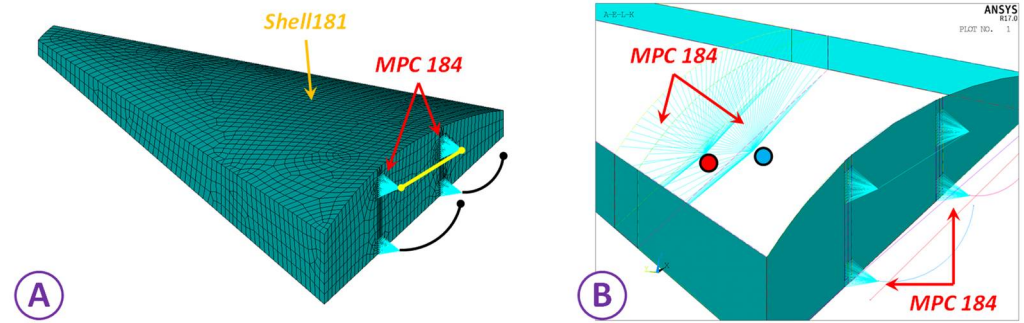 Shell181
MPC 184
A
A-E-L-K
ANSYS
R17.0
PLOT NO. 1
MPC 184
MPC 184
B